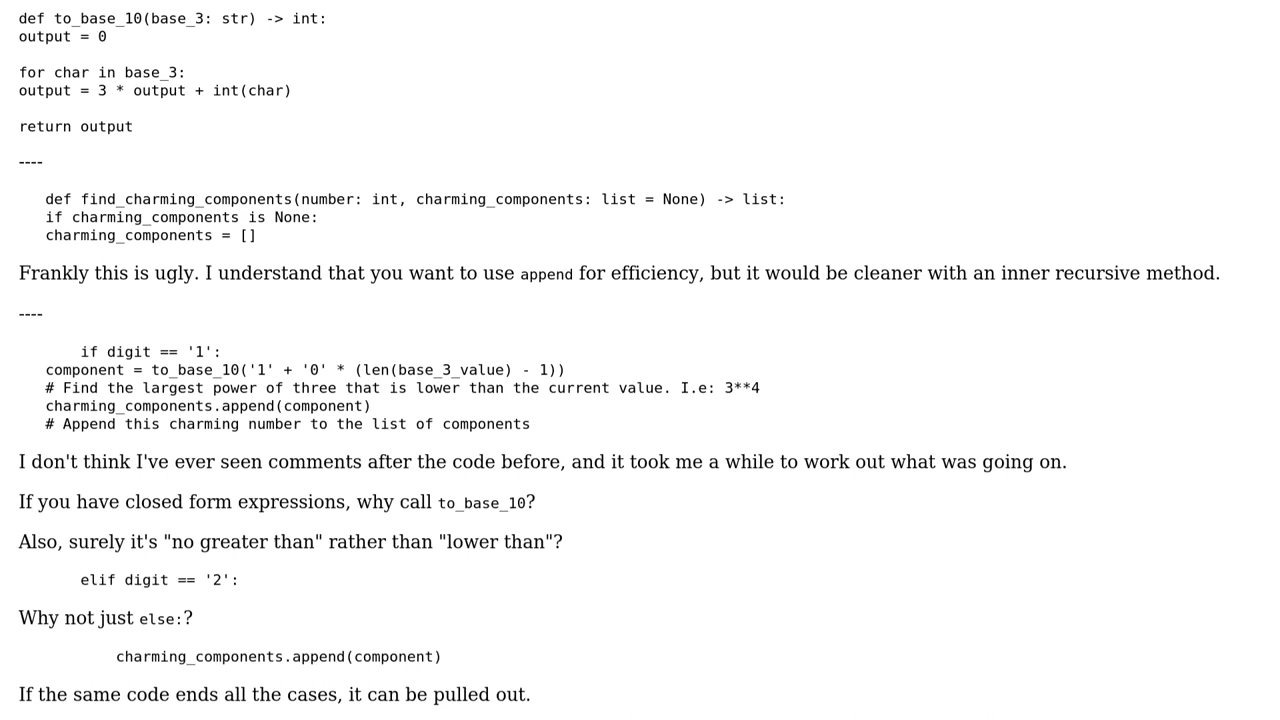 def to_base_10(base_3: str) -> int:
output = 0
for char in base_3:
output = 3 * output + int(char)
return output
----
def find_charming_components(number: int, charming_components: list = None) -> list:
if charming_components is None:
charming_components = []
Frankly this is ugly. I understand that you want to use append for efficiency, but it would be cleaner with an inner recursive method.
----
if digit == '1':
component = to_base_10('1' + '0' * (len(base_3_value) - 1))
# Find the largest power of three that is lower than the current value. I.e: 3**4
charming_components.append(component)
# Append this charming number to the list of components
I don't think I've ever seen comments after the code before, and it took me a while to work out what was going on.
If you have closed form expressions, why call to_base_10?
Also, surely it's "no greater than" rather than "lower than"?
elif digit == '2':
Why not just else:?
charming_components.append(component)
If the same code ends all the cases, it can be pulled out.